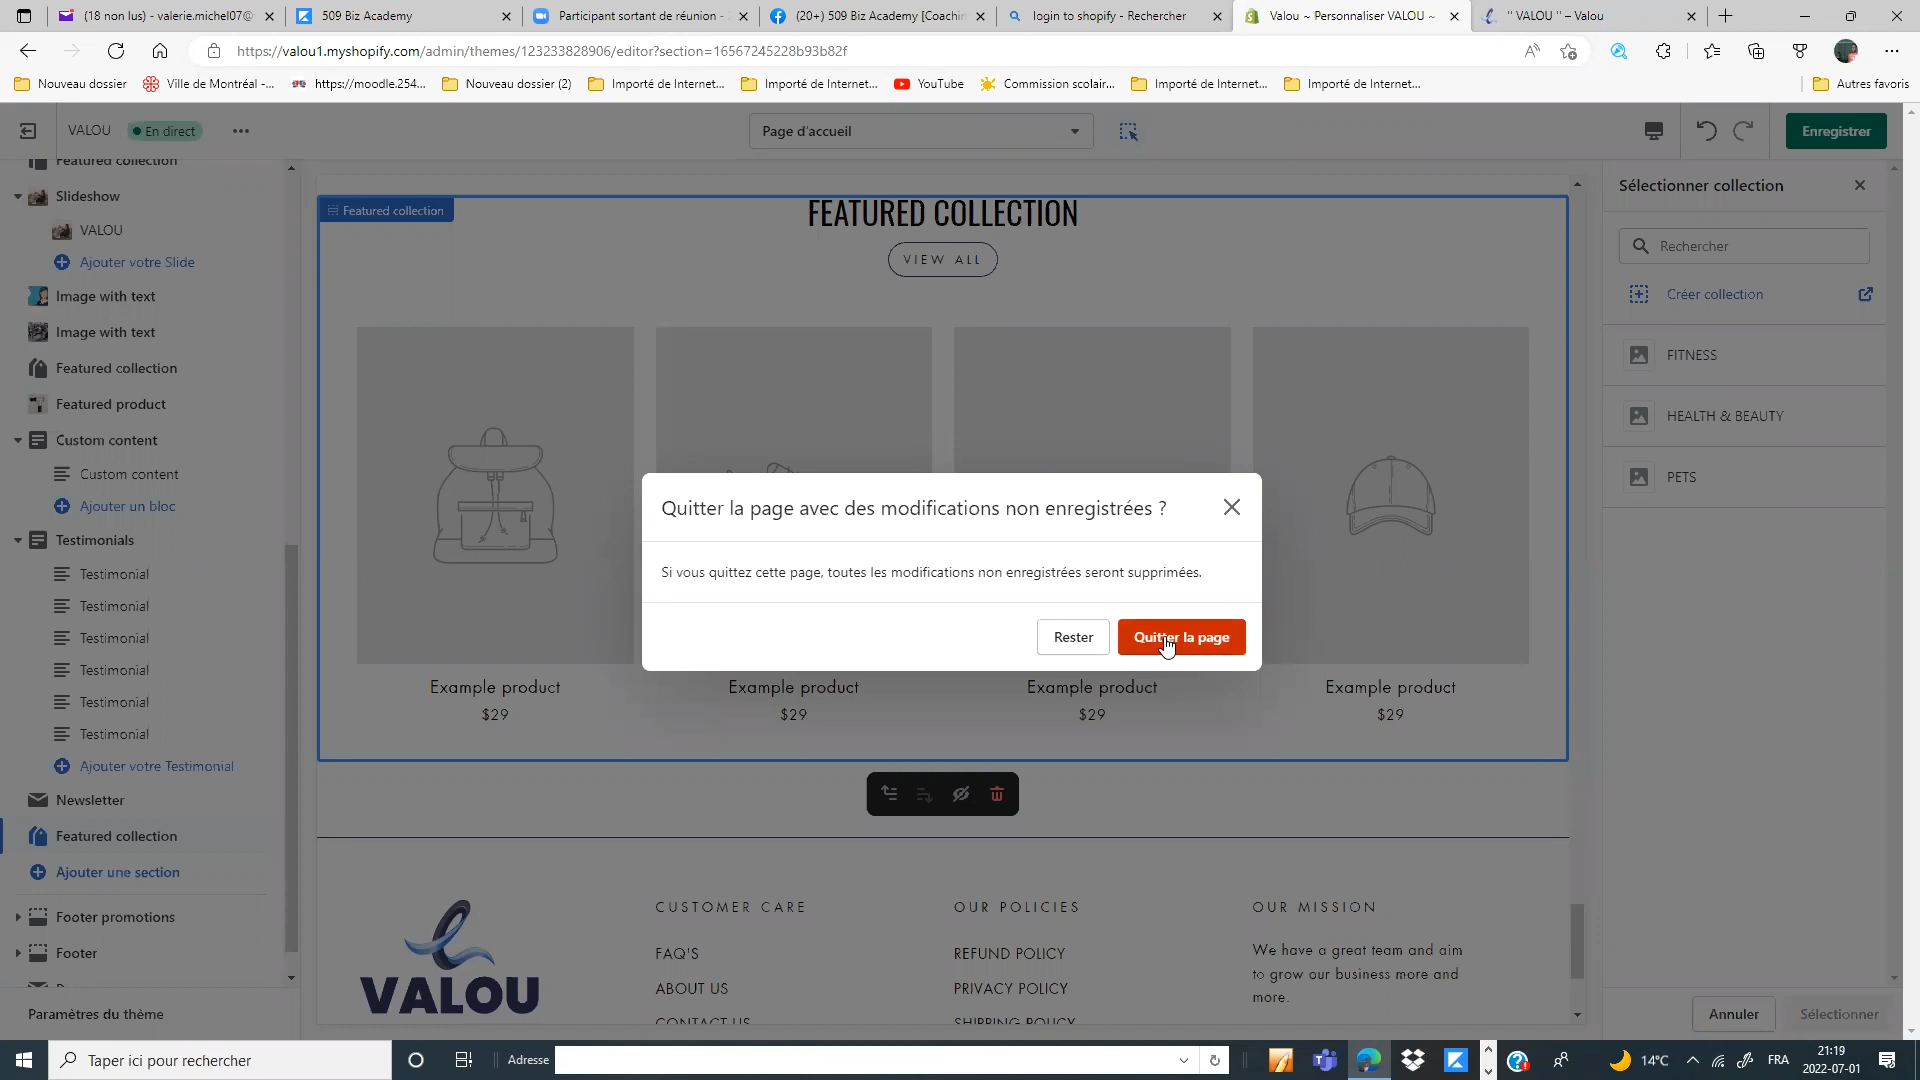 (18 non lus) - valerie.michel07@
509 Biz Academy
Participant sortant de réunion -
(20+) 509 Biz Academy [Coachin
login to shopify - Rechercher
Valou ~ Personnaliser VALOU ~
" VALOU " – Valou
https://valou1.myshopify.com/admin/themes/123233828906/editor?section=16567245228b93b82f
Nouveau dossier
Ville de Montréal -...
https://moodle.254...
Nouveau dossier (2)
Importé de Internet...
Importé de Internet...
YouTube
Commission scolair...
Importé de Internet...
Importé de Internet...
Autres favoris
VALOU
En direct
Page d'accueil
Enregistrer
Featured collection
Slideshow
VALOU
Ajouter votre Slide
Image with text
Image with text
Featured collection
Featured product
Custom content
Custom content
Ajouter un bloc
Testimonials
Testimonial
Testimonial
Testimonial
Testimonial
Testimonial
Testimonial
Ajouter votre Testimonial
Newsletter
Featured collection
Ajouter une section
Footer promotions
Footer
Paramètres du thème
Featured collection
FEATURED COLLECTION
VIEW ALL
Quitter la page avec des modifications non enregistrées ?
Si vous quittez cette page, toutes les modifications non enregistrées seront supprimées.
Rester
Quitter la page
Example product
$29
Example product
$29
Example product
$29
Example product
$29
VALOU
CUSTOMER CARE
FAQ'S
ABOUT US
CONTACT US
OUR POLICIES
REFUND POLICY
PRIVACY POLICY
SHIPPING POLICY
OUR MISSION
We have a great team and aim
to grow our business more and
more.
Sélectionner collection
Rechercher
Créer collection
FITNESS
HEALTH & BEAUTY
PETS
Annuler
Sélectionner
Taper ici pour rechercher
Adresse
14°C
FRA
21:19
2022-07-01